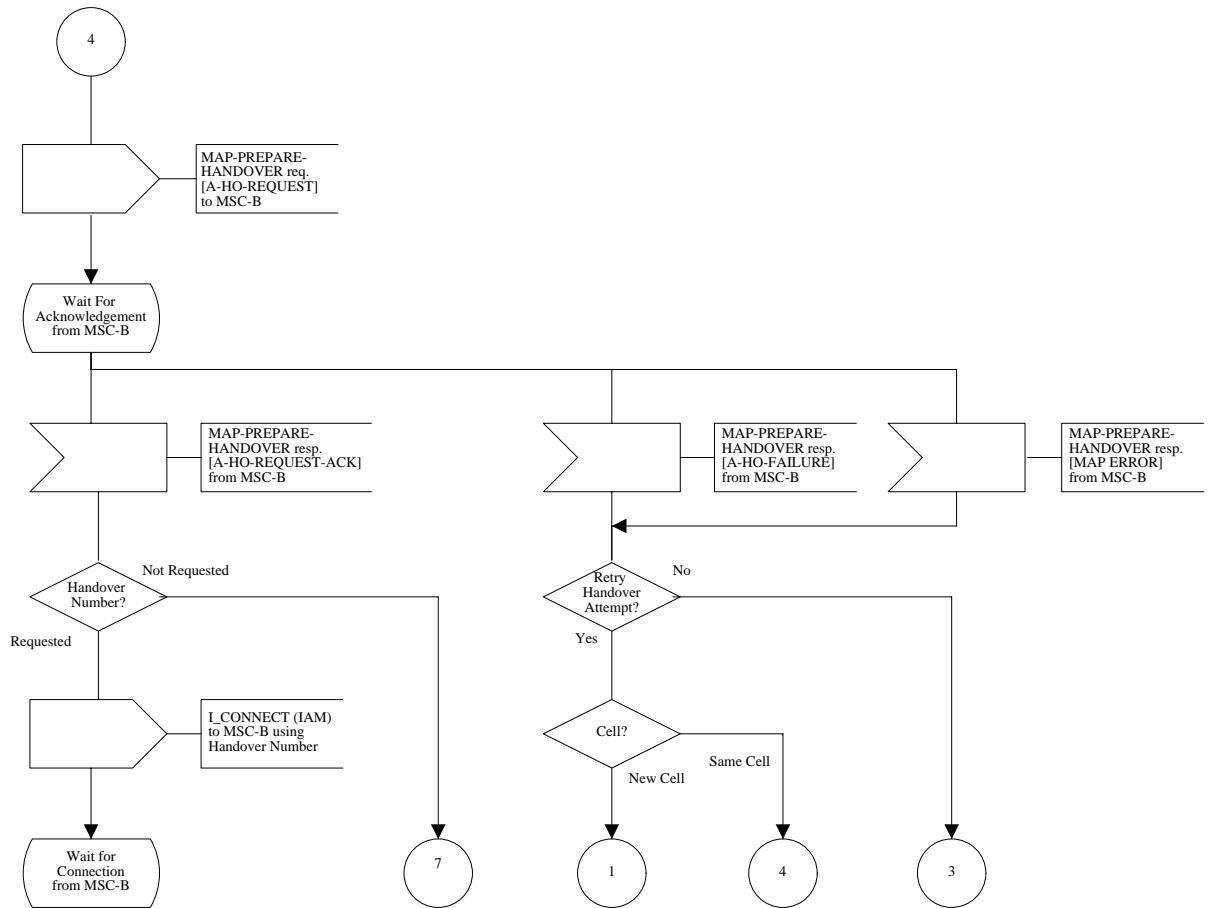 4
MAP-PREPARE-
HANDOVER req.
[A-HO-REQUEST]
to MSC-B
Wait For
Acknowledgement
from MSC-B
MAP-PREPARE-
HANDOVER resp.
[A-HO-REQUEST-ACK]
from MSC-B
MAP-PREPARE-
HANDOVER resp.
[A-HO-FAILURE]
from MSC-B
MAP-PREPARE-
HANDOVER resp.
[MAP ERROR]
from MSC-B
Handover
Number?
Not Requested
Requested
Retry
Handover
Attempt?
No
Yes
I_CONNECT (IAM)
to MSC-B using
Handover Number
Cell?
Same Cell
New Cell
Wait for
Connection
from MSC-B
7
1
4
3